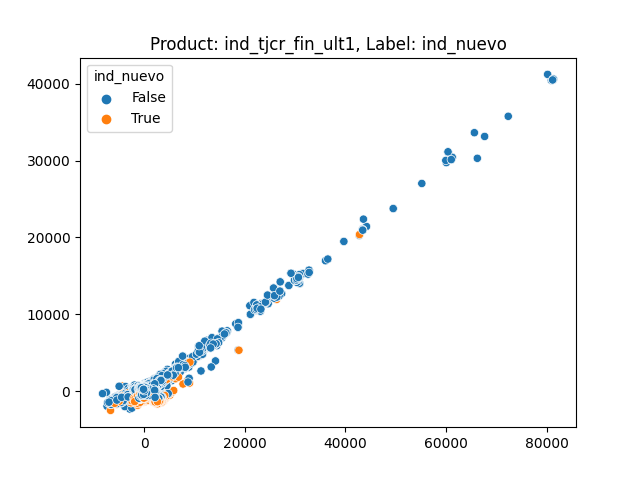 Product: ind_tjcr_fin_ult1, Label: ind_nuevo
ind_nuevo
False
True
40000
30000
20000
10000
0
0 20000 40000 60000 80000